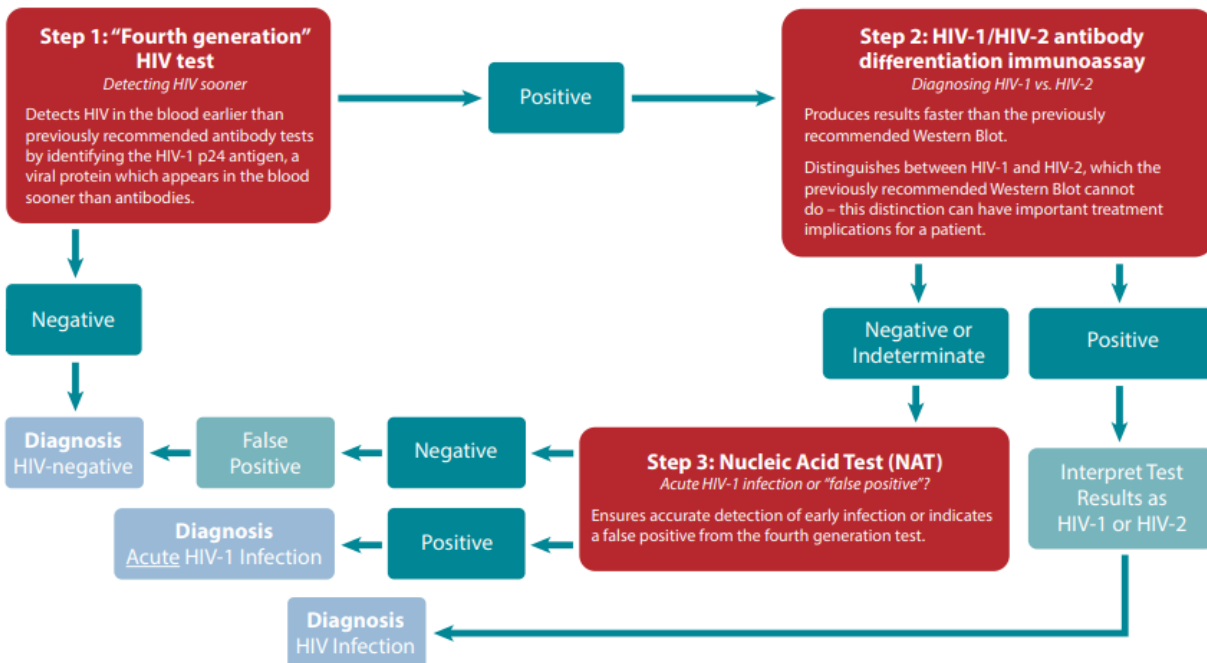 Step 1: “Fourth generation”
HIV test
Detecting HIV sooner
Detects HIV in the blood earlier than
previously recommended antibody tests
by identifying the HIV-1 p24 antigen, a
viral protein which appears in the blood
sooner than antibodies.
Positive
Step 2: HIV-1/HIV-2 antibody
differentiation immunoassay
Diagnosing HIV-1 vs. HIV-2
Produces results faster than the previously
recommended Western Blot.
Distinguishes between HIV-1 and HIV-2, which the
previously recommended Western Blot cannot
do – this distinction can have important treatment
implications for a patient.
Negative
Negative or
Indeterminate
Positive
Diagnosis
HIV-negative
False
Positive
Negative
Step 3: Nucleic Acid Test (NAT)
Acute HIV-1 infection or “false positive”?
Ensures accurate detection of early infection or indicates
a false positive from the fourth generation test.
Interpret Test
Results as
HIV-1 or HIV-2
Diagnosis
Acute HIV-1 Infection
Positive
Diagnosis
HIV Infection